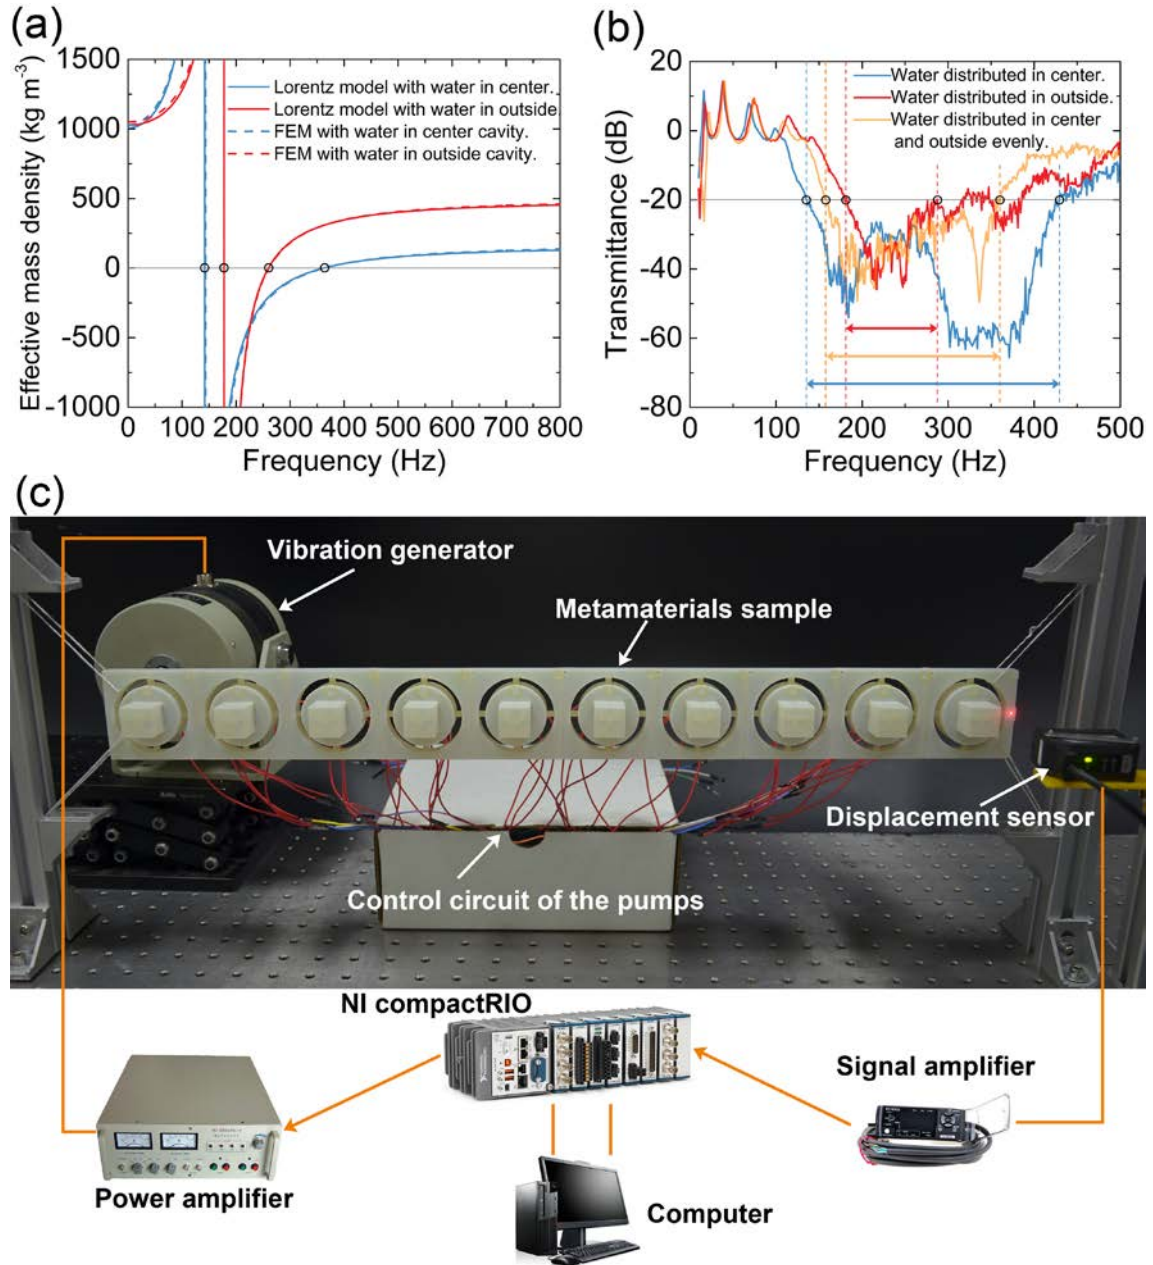 (a)
1500
1000
500
0
-500
-1000
Effective mass density (kg m⁻³)
Lorentz model with water in center.
Lorentz model with water in outside.
FEM with water in center cavity.
FEM with water in outside cavity.
0 100 200 300 400 500 600 700 800
Frequency (Hz)
(b)
20
0
-20
-40
-60
-80
Transmittance (dB)
Water distributed in center.
Water distributed in outside.
Water distributed in center
and outside evenly.
0 100 200 300 400 500
Frequency (Hz)
(c)
Vibration generator
Metamaterials sample
Displacement sensor
Control circuit of the pumps
NI compactRIO
Signal amplifier
Power amplifier
Computer